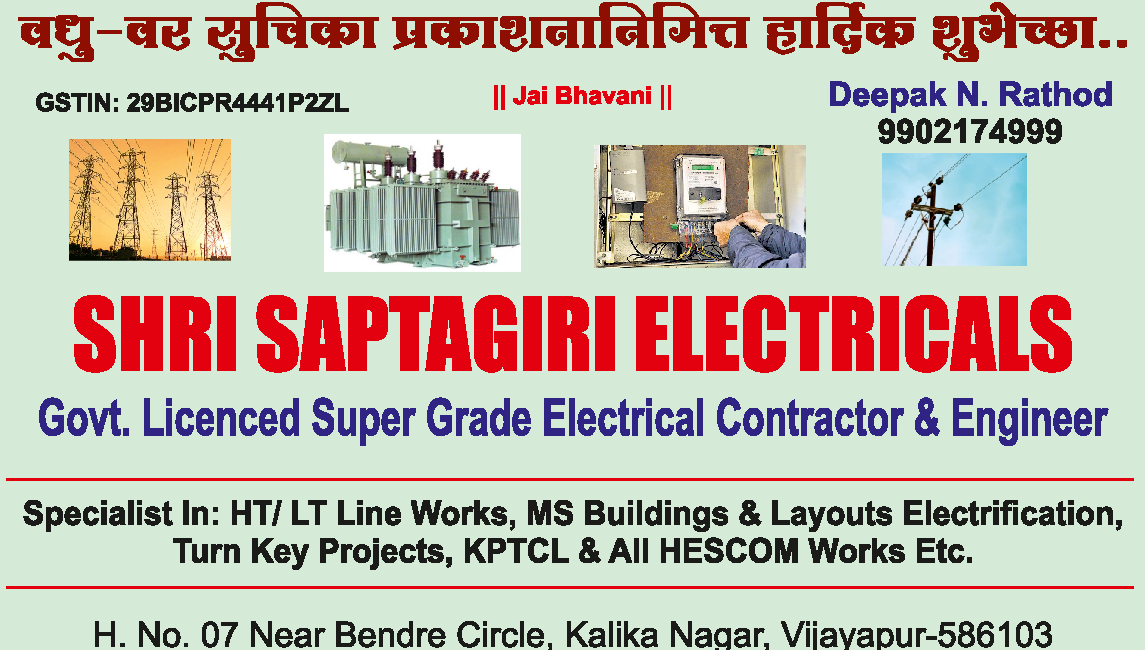 वधु-वर सुचिका प्रकाशनानिमित्त हार्दिक शुभेच्छा..
GSTIN: 29BICPR4441P2ZL
|| Jai Bhavani ||
Deepak N. Rathod
9902174999
SHRI SAPTAGIRI ELECTRICALS
Govt. Licenced Super Grade Electrical Contractor & Engineer
Specialist In: HT/ LT Line Works, MS Buildings & Layouts Electrification,
Turn Key Projects, KPTCL & All HESCOM Works Etc.
H. No. 07 Near Bendre Circle, Kalika Nagar, Vijayapur-586103